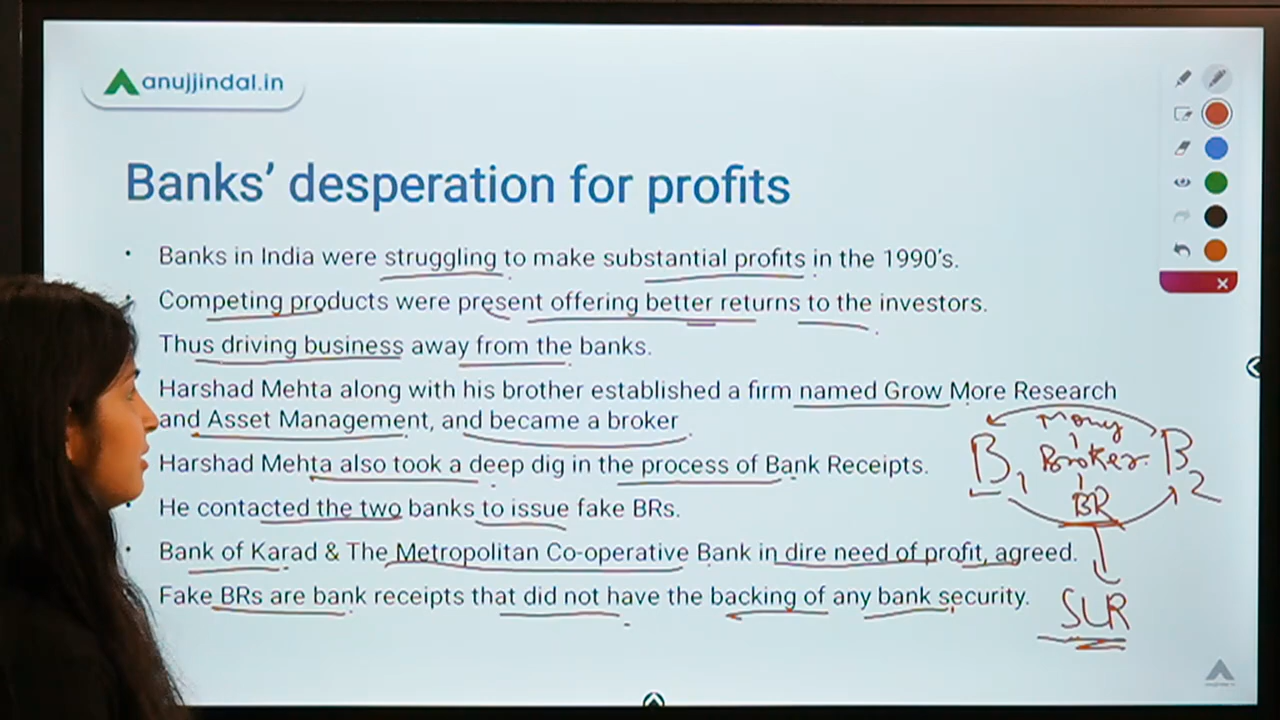 anujjindal.in
Banks' desperation for profits
• Banks in India were struggling to make substantial profits in the 1990's.
Competing products were present offering better returns to the investors.
Thus driving business away from the banks.
Harshad Mehta along with his brother established a firm named Grow More Research
and Asset Management, and became a broker
Harshad Mehta also took a deep dig in the process of Bank Receipts.
• He contacted the two banks to issue fake BRs.
• Bank of Karad & The Metropolitan Co-operative Bank in dire need of profit, agreed.
Fake BRs are bank receipts that did not have the backing of any bank security.
Money
B1 Broker B2
BR
SLR